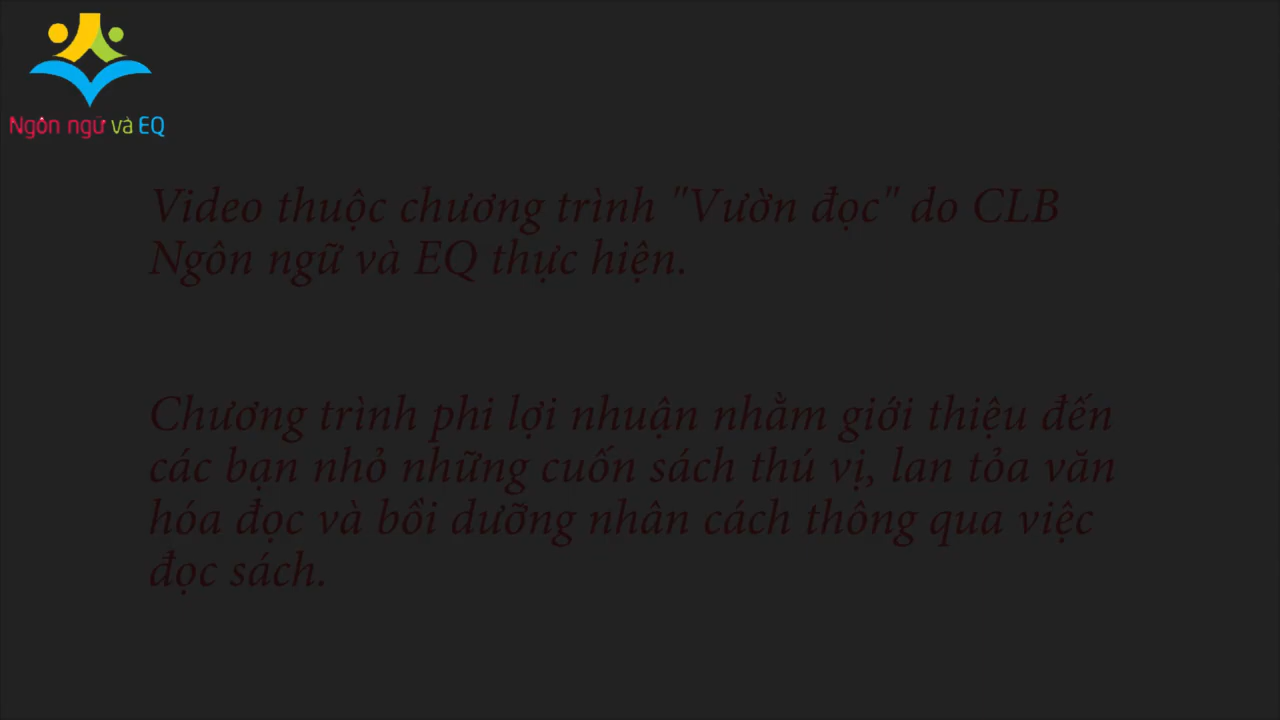 Ngôn ngữ và EQ
Video thuộc chương trình "Vườn đọc" do CLB
Ngôn ngữ và EQ thực hiện.
Chương trình phi lợi nhuận nhằm giới thiệu đến
các bạn nhỏ những cuốn sách thú vị, lan tỏa văn
hóa đọc và bồi dưỡng nhân cách thông qua việc
đọc sách.